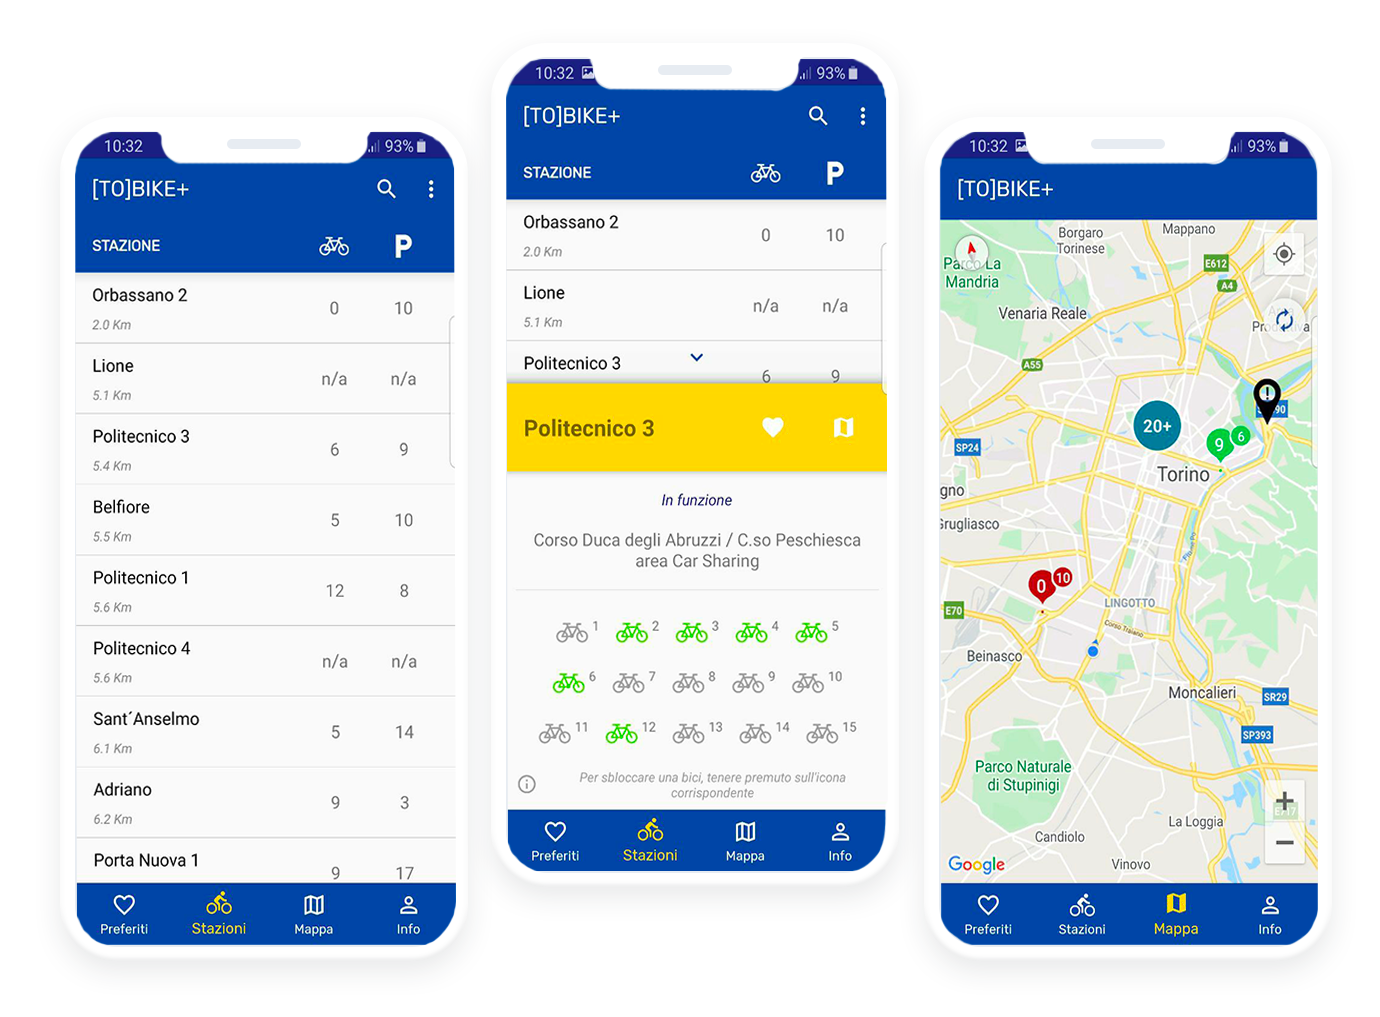 10:32
93%
[TO]BIKE+
STAZIONE
P
Orbassano 2
0
10
2.0 Km
Lione
n/a
n/a
5.1 Km
Politecnico 3
6
9
5.4 Km
Belfiore
5
10
5.5 Km
Politecnico 1
12
8
5.6 Km
Politecnico 4
n/a
n/a
5.6 Km
Sant´Anselmo
5
14
6.1 Km
Adriano
9
3
6.2 Km
Porta Nuova 1
9
17
Preferiti
Stazioni
Mappa
Info
10:32
93%
[TO]BIKE+
STAZIONE
P
Orbassano 2
0
10
2.0 Km
Lione
n/a
n/a
5.1 Km
Politecnico 3
6
9
Politecnico 3
In funzione
Corso Duca degli Abruzzi / C.so Peschiesca
area Car Sharing
1 2 3 4 5
6 7 8 9 10
11 12 13 14 15
Per sbloccare una bici, tenere premuto sull'icona
corrispondente
Preferiti
Stazioni
Mappa
Info
10:32
93%
[TO]BIKE+
Mappano
Borgaro
Torinese
E612
Parco La
Mandria
A4
Venaria Reale
A55
!
90
20+
9
6
SP24
Torino
Grugliasco
Fiume Po
0
10
E70
LINGOTTO
Corso Traiano
Beinasco
Moncalieri
SR29
SP393
Parco Naturale
di Stupinigi
+
E717
La Loggia
−
Candiolo
Google
Vinovo
Preferiti
Stazioni
Mappa
Info